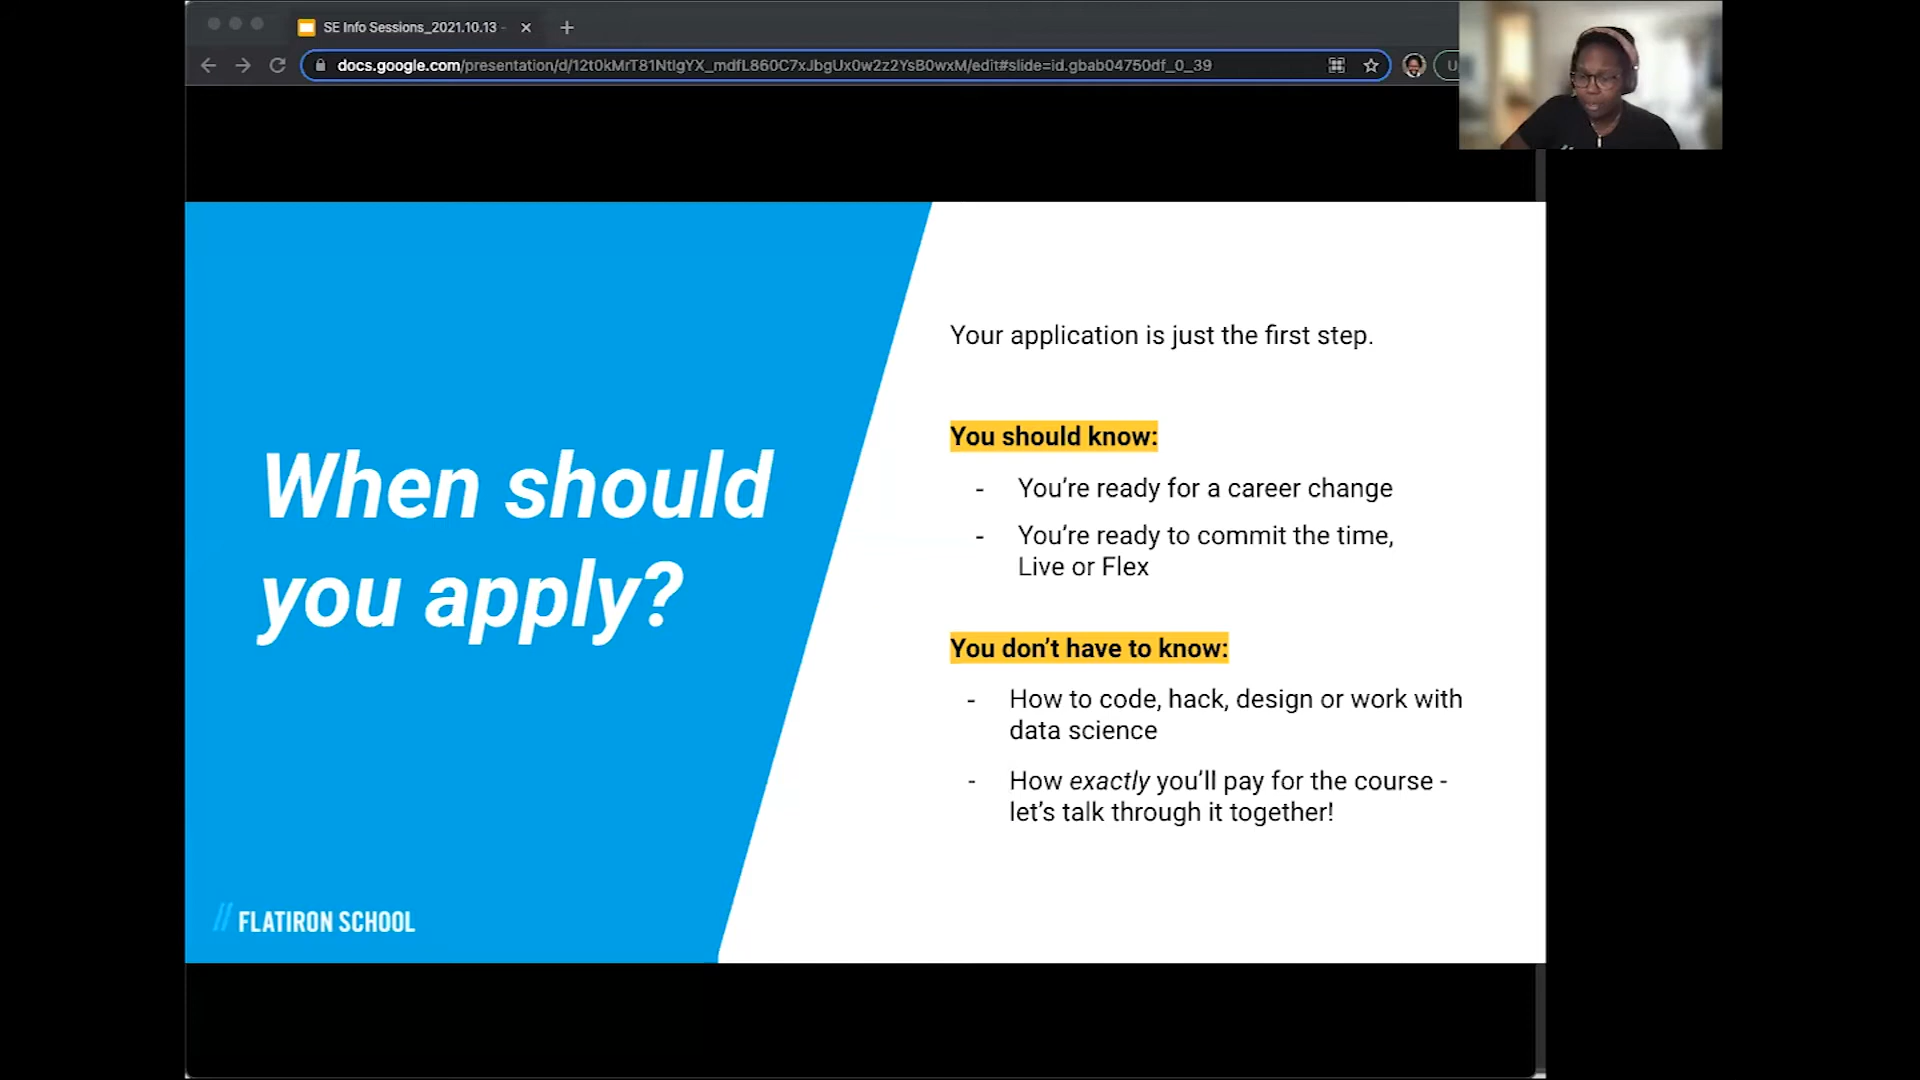 SE Info Sessions_2021.10.13 -
docs.google.com/presentation/d/12t0kMrT81NtlgYX_mdfL860C7xJbgUx0w2z2YsB0wxM/edit#slide=id.gbab04750df_0_39
U
When should
you apply?
// FLATIRON SCHOOL
Your application is just the first step.
You should know:
- You’re ready for a career change
- You’re ready to commit the time,
Live or Flex
You don’t have to know:
- How to code, hack, design or work with
data science
- How exactly you’ll pay for the course -
let’s talk through it together!